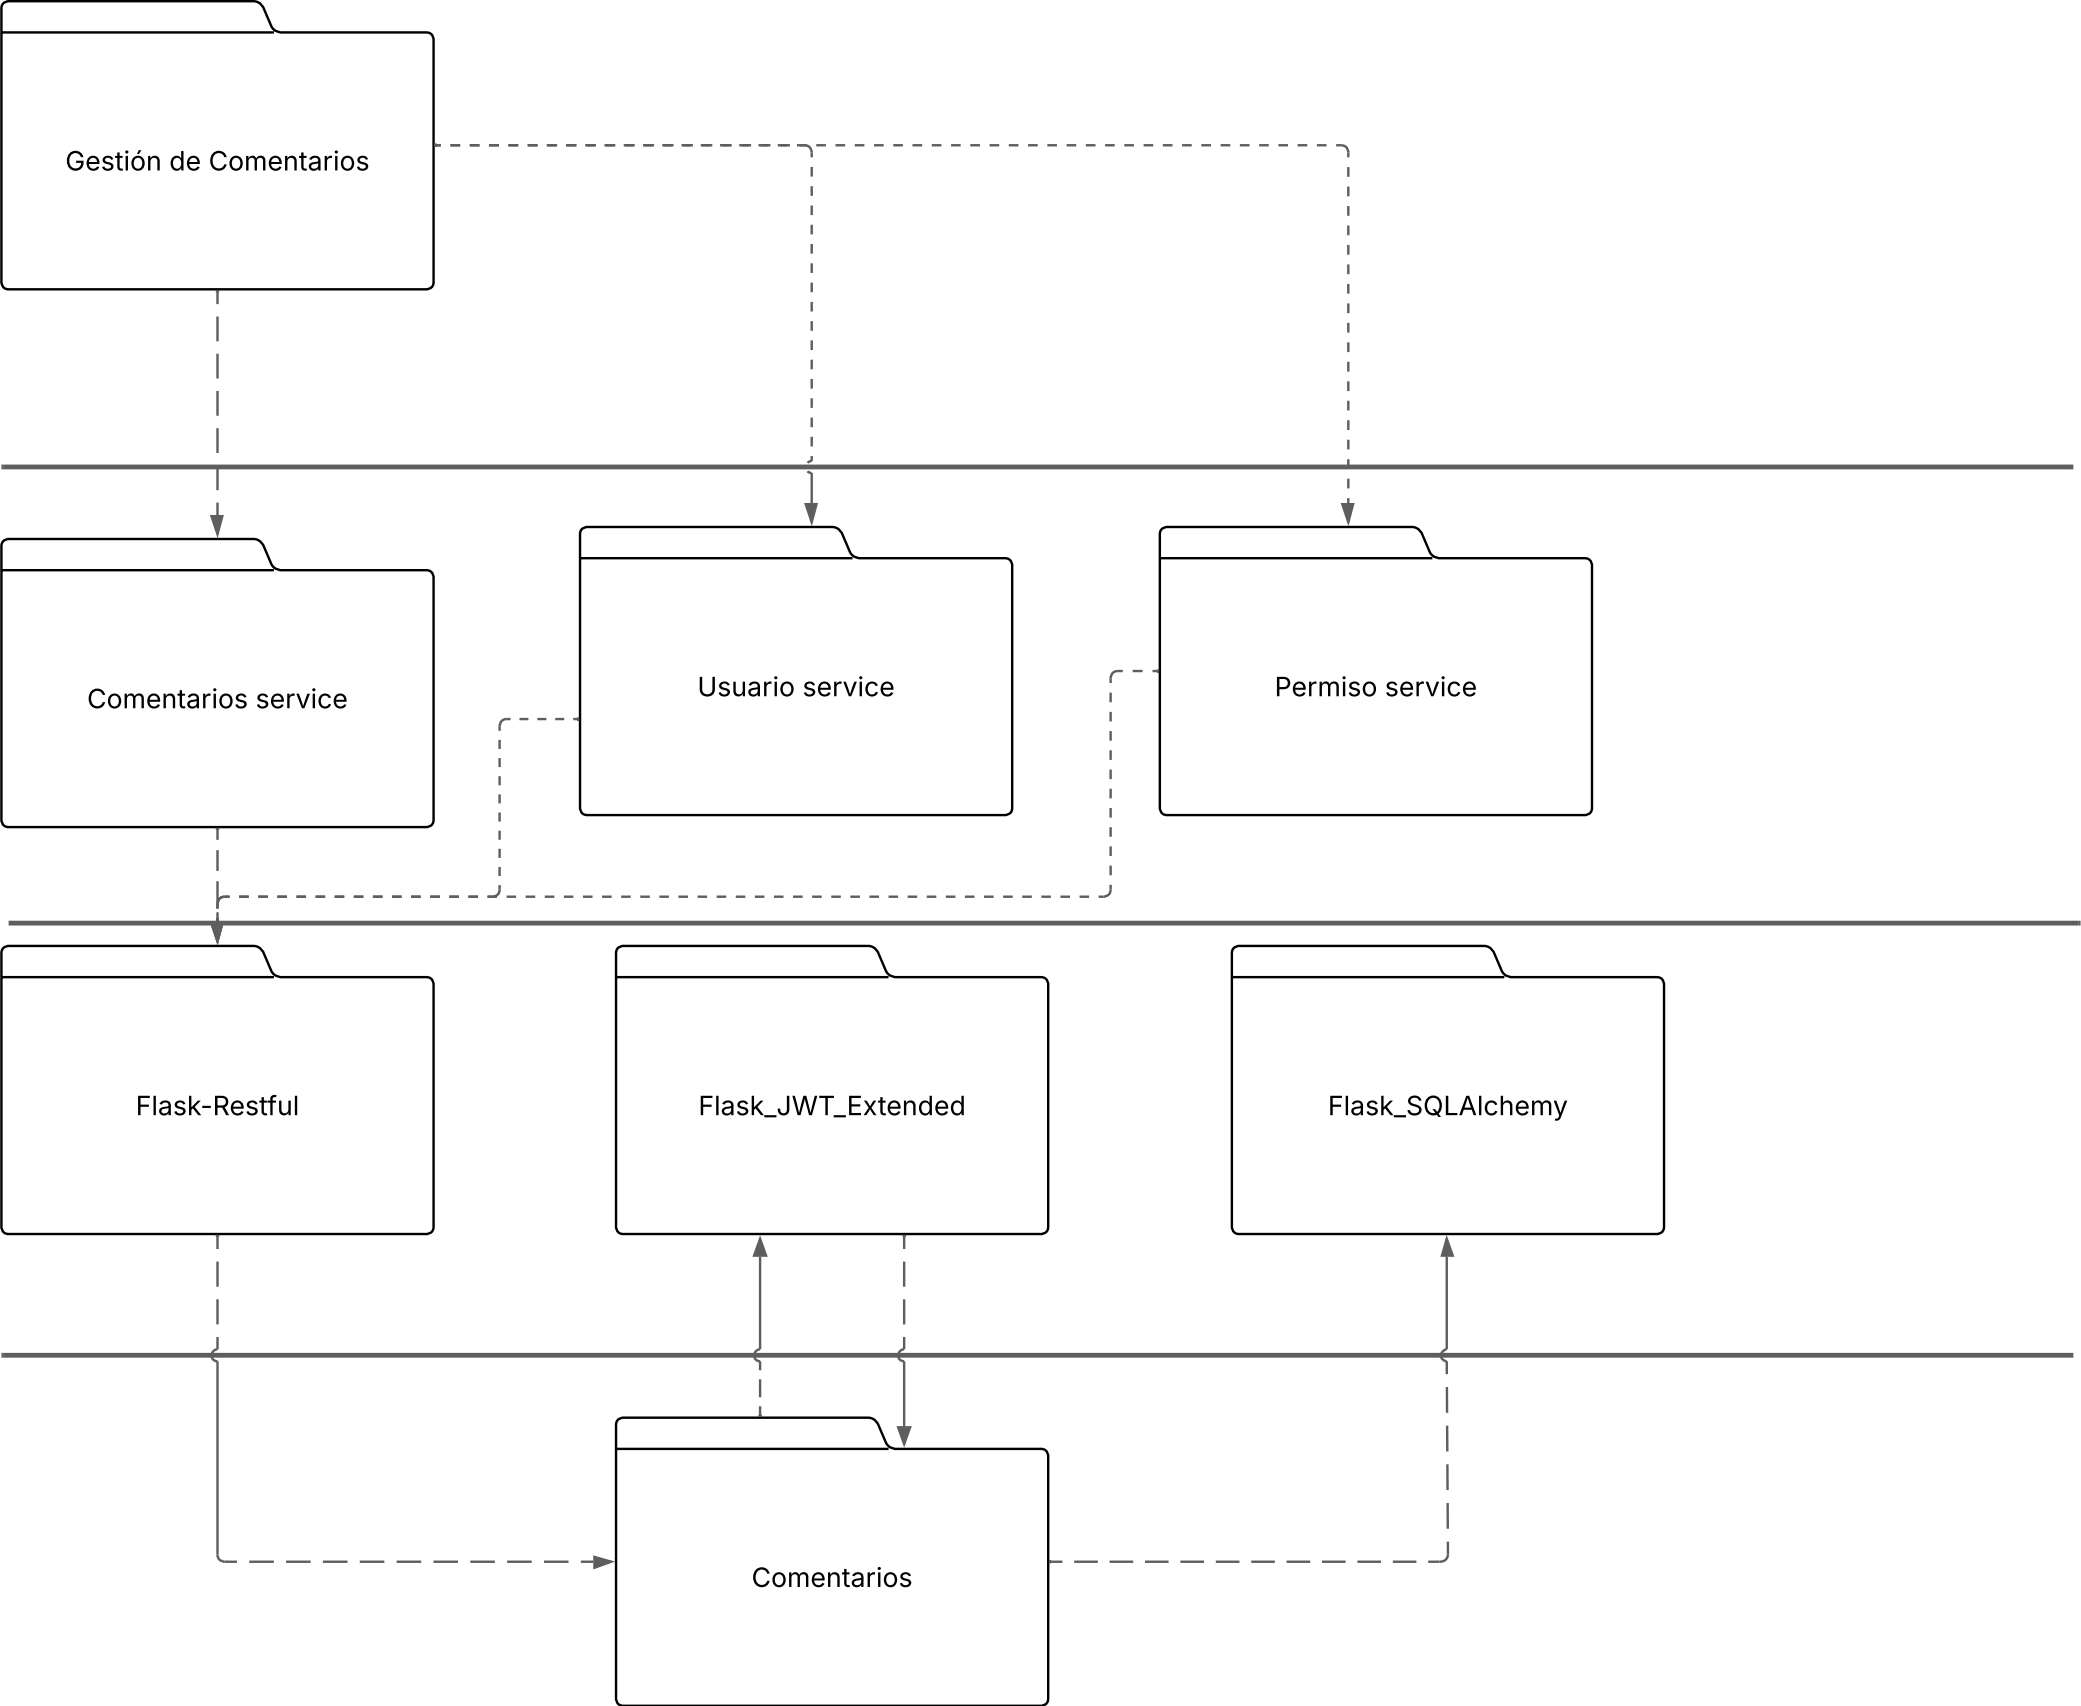 Gestión de Comentarios
Comentarios service
Usuario service
Permiso service
Flask-Restful
Flask_JWT_Extended
Flask_SQLAlchemy
Comentarios